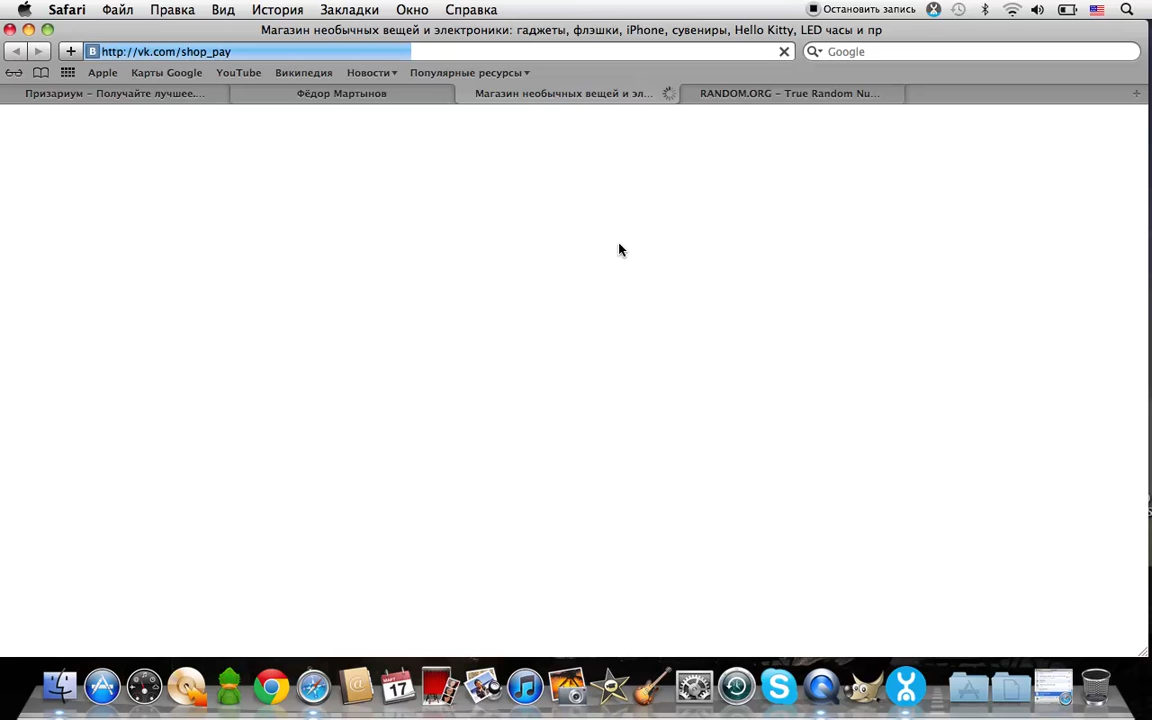 Safari Файл Правка Вид История Закладки Окно Справка Остановить запись
Магазин необычных вещей и электроники: гаджеты, флэшки, iPhone, сувениры, Hello Kitty, LED часы и пр
http://vk.com/shop_pay Google
Apple Карты Google YouTube Википедия Новости Популярные ресурсы
Призариум – Получайте лучшее.... Фёдор Мартынов Магазин необычных вещей и эл... RANDOM.ORG – True Random Nu...
17